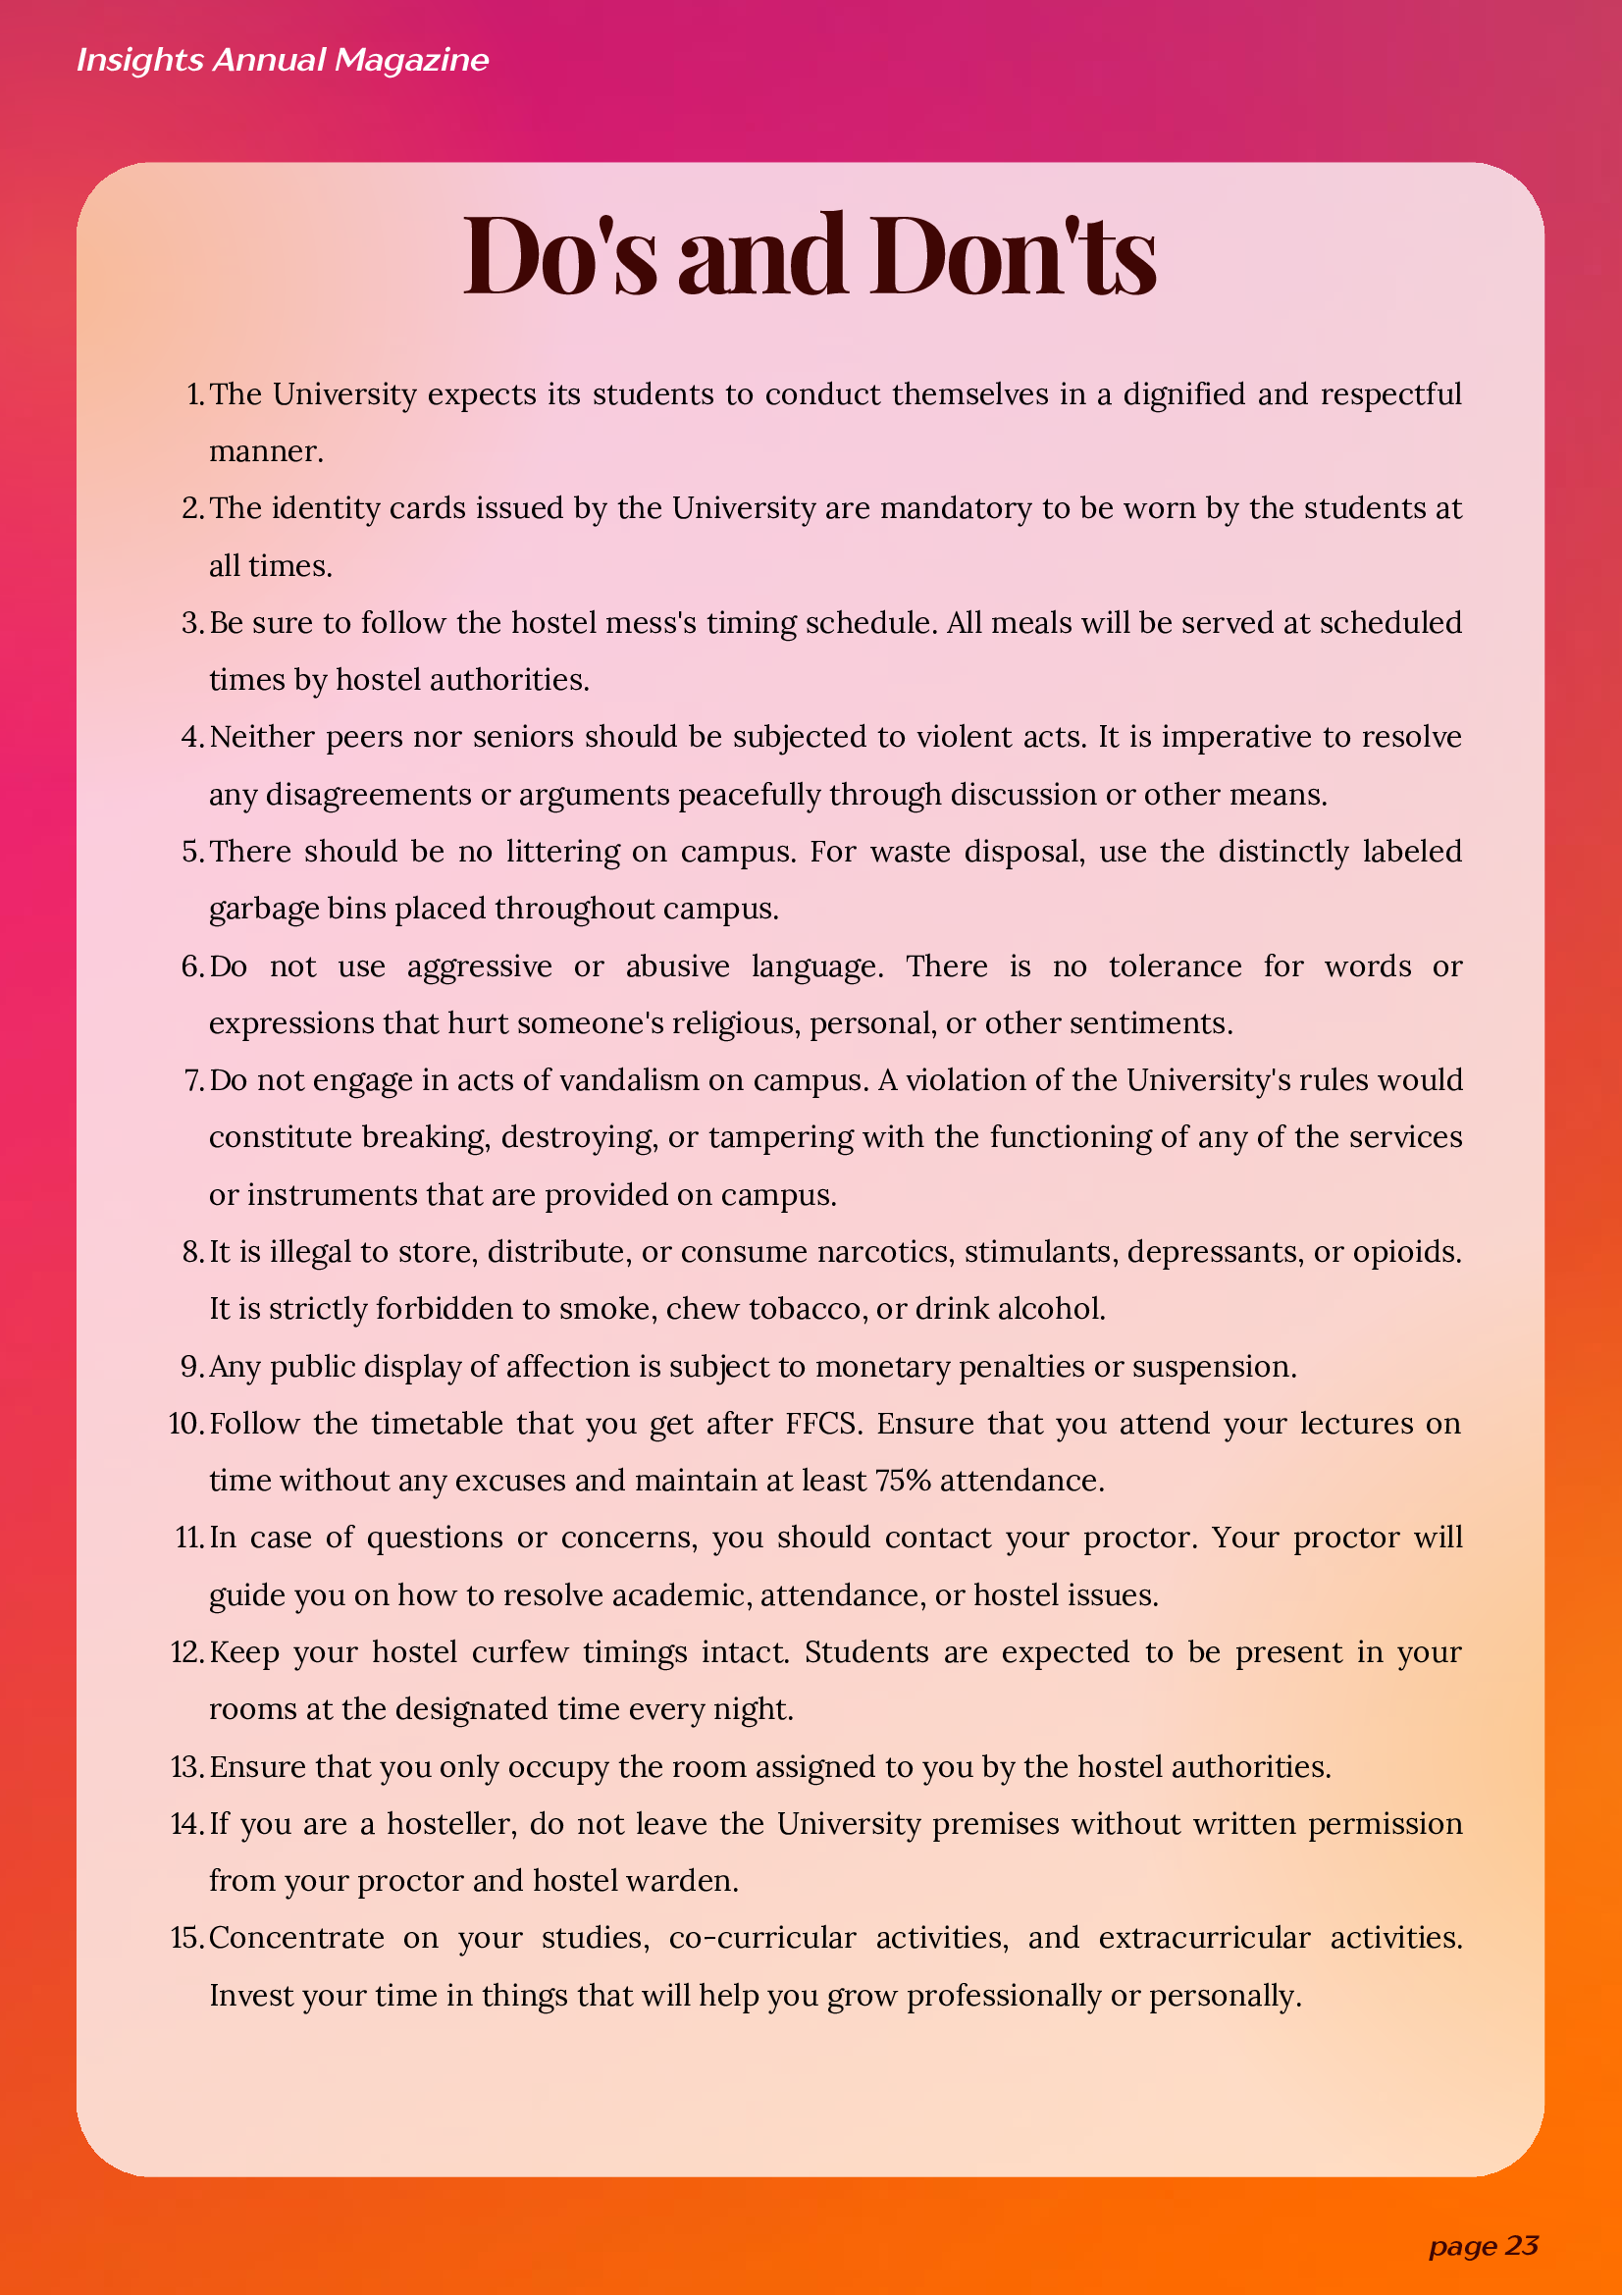 Insights Annual Magazine
Do's and Don'ts
1. The University expects its students to conduct themselves in a dignified and respectful
manner.
2. The identity cards issued by the University are mandatory to be worn by the students at
all times.
3. Be sure to follow the hostel mess's timing schedule. All meals will be served at scheduled
times by hostel authorities.
4. Neither peers nor seniors should be subjected to violent acts. It is imperative to resolve
any disagreements or arguments peacefully through discussion or other means.
5. There should be no littering on campus. For waste disposal, use the distinctly labeled
garbage bins placed throughout campus.
6. Do not use aggressive or abusive language. There is no tolerance for words or
expressions that hurt someone's religious, personal, or other sentiments.
7. Do not engage in acts of vandalism on campus. A violation of the University's rules would
constitute breaking, destroying, or tampering with the functioning of any of the services
or instruments that are provided on campus.
8. It is illegal to store, distribute, or consume narcotics, stimulants, depressants, or opioids.
It is strictly forbidden to smoke, chew tobacco, or drink alcohol.
9. Any public display of affection is subject to monetary penalties or suspension.
10. Follow the timetable that you get after FFCS. Ensure that you attend your lectures on
time without any excuses and maintain at least 75% attendance.
11. In case of questions or concerns, you should contact your proctor. Your proctor will
guide you on how to resolve academic, attendance, or hostel issues.
12. Keep your hostel curfew timings intact. Students are expected to be present in your
rooms at the designated time every night.
13. Ensure that you only occupy the room assigned to you by the hostel authorities.
14. If you are a hosteller, do not leave the University premises without written permission
from your proctor and hostel warden.
15. Concentrate on your studies, co-curricular activities, and extracurricular activities.
Invest your time in things that will help you grow professionally or personally.
page 23